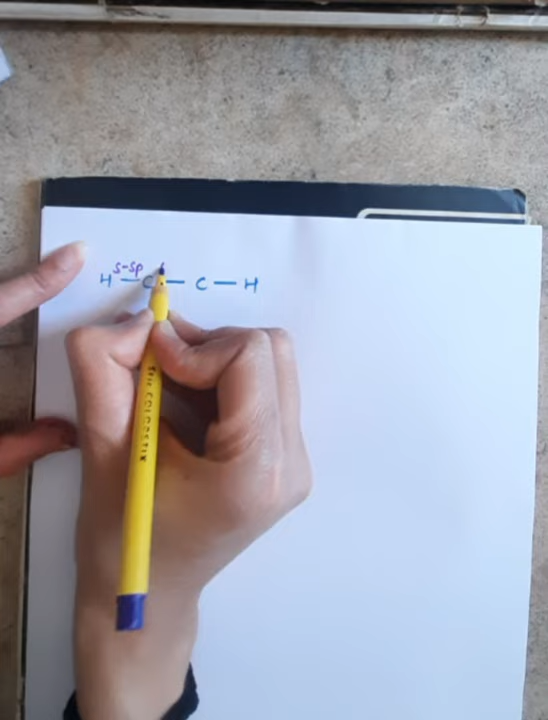 s-sp
H — C — C — H